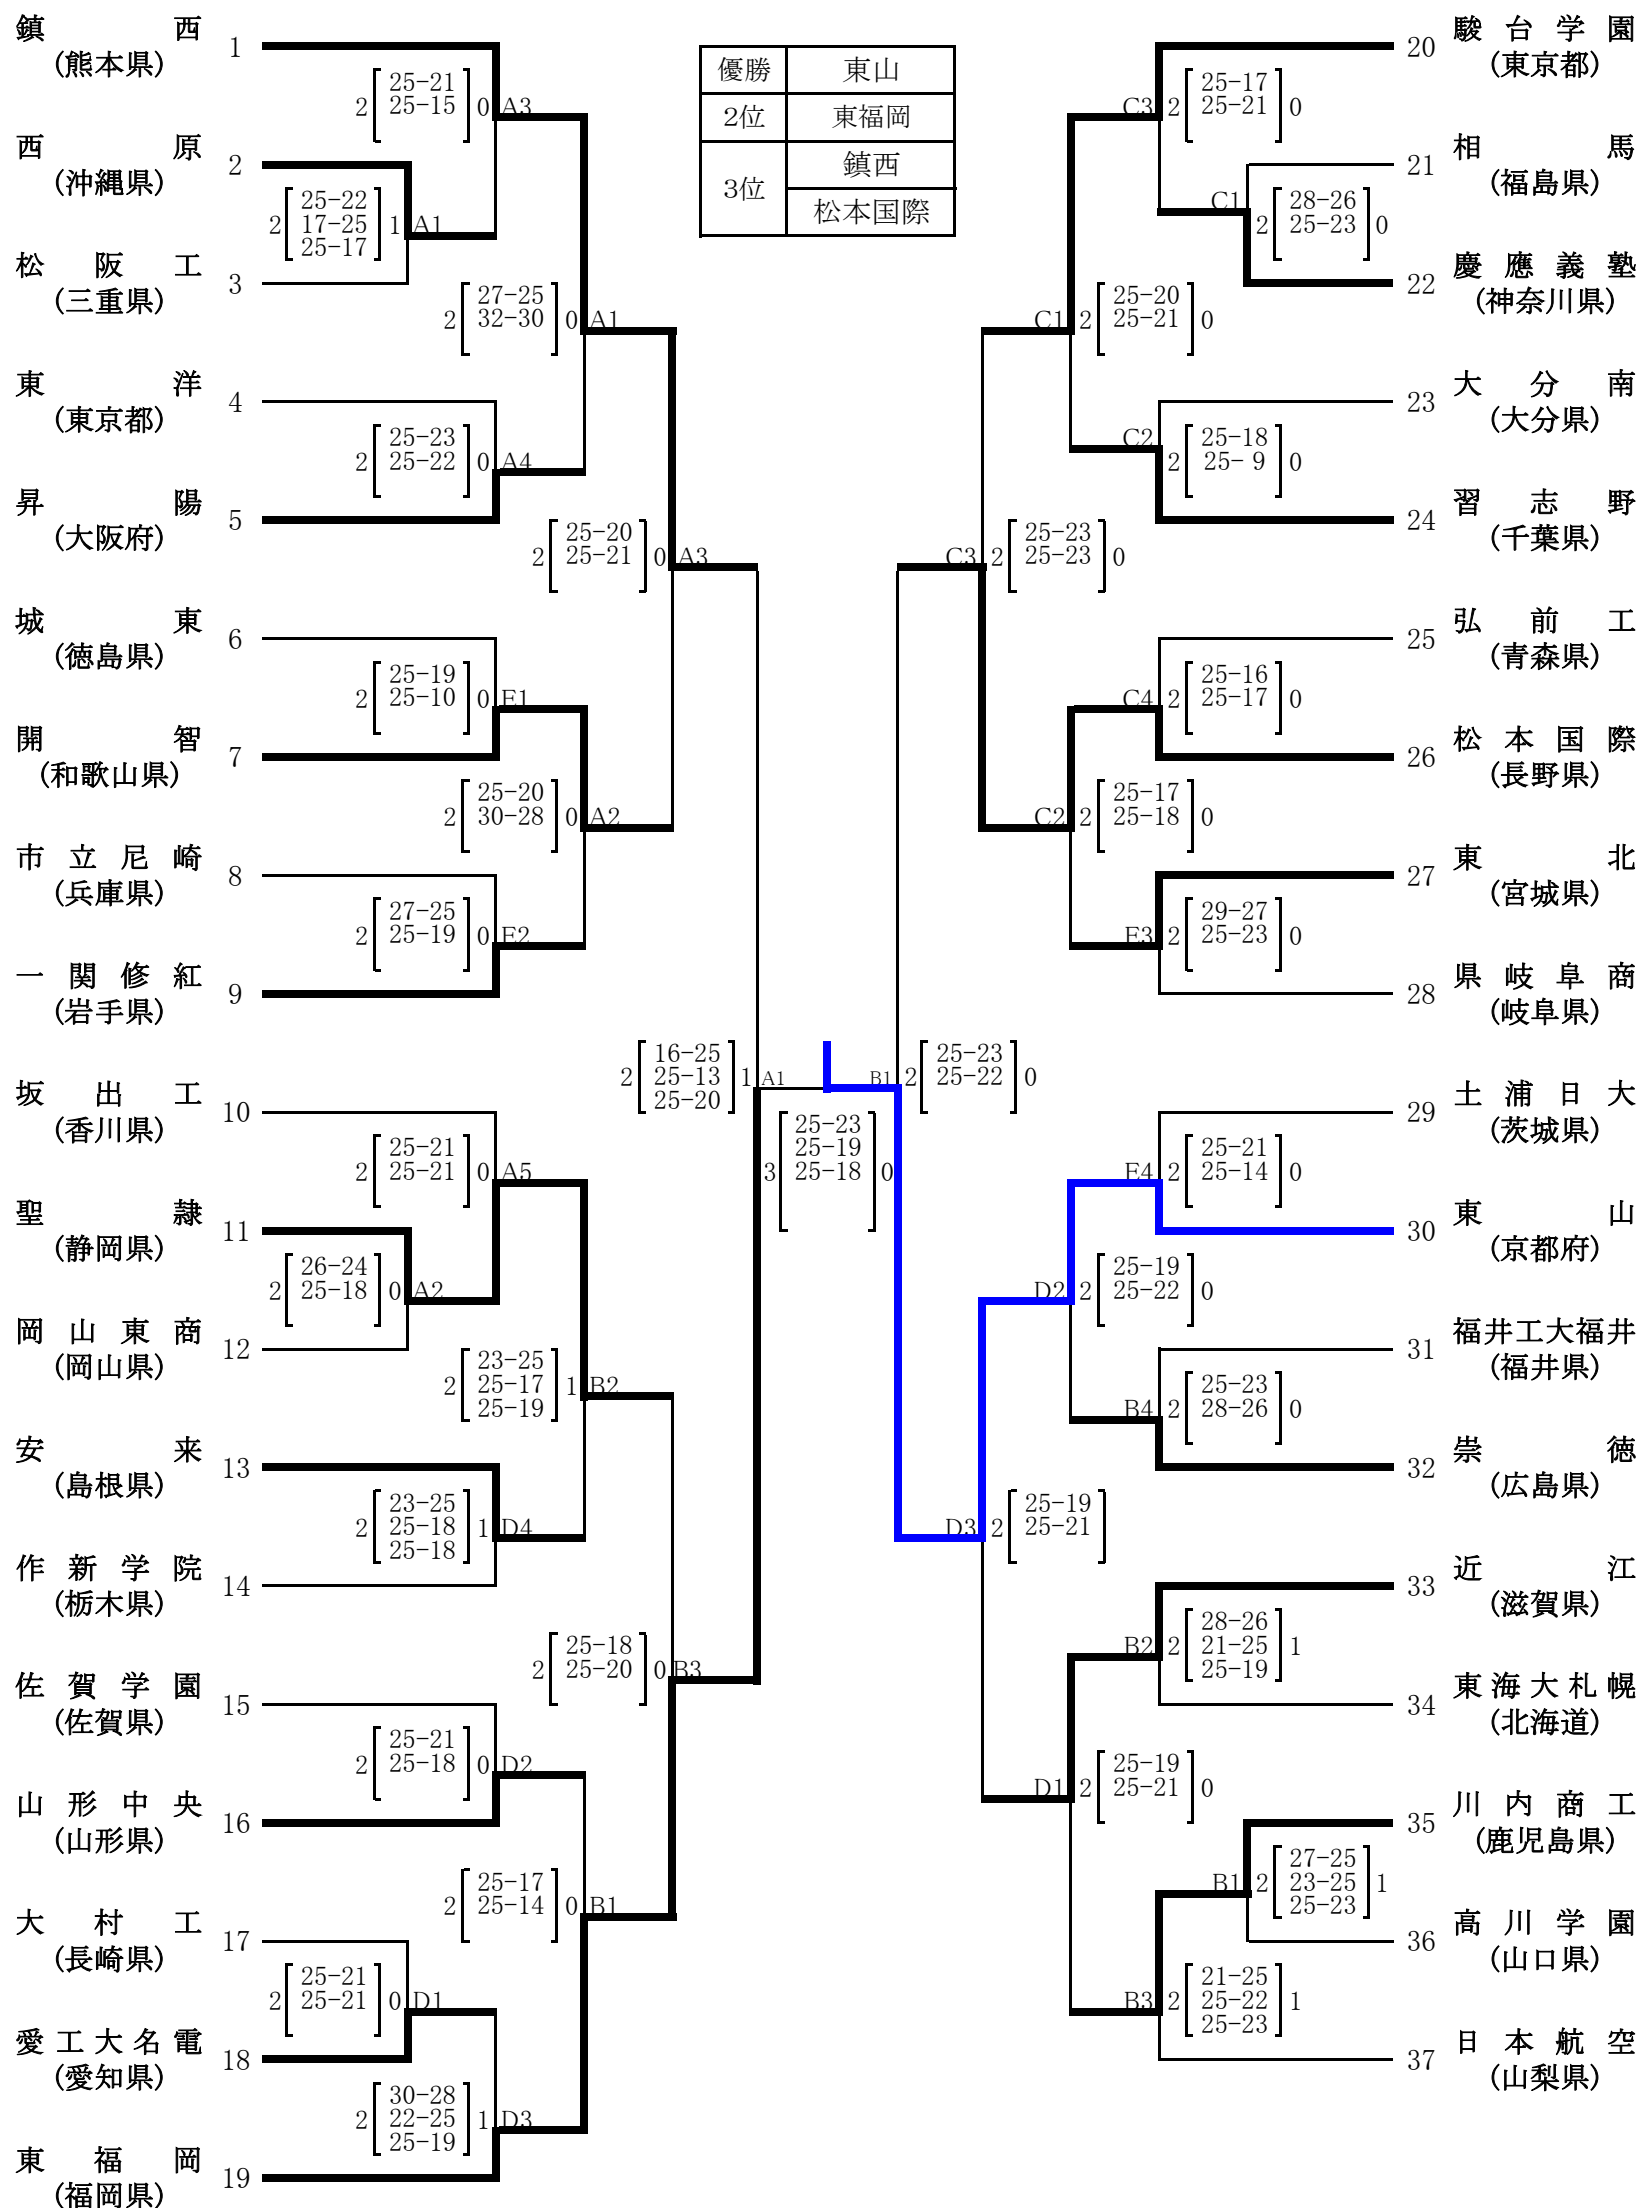 鎮西
(熊本県)
1
西原
(沖縄県)
2
松阪工
(三重県)
3
東洋
(東京都)
4
昇陽
(大阪府)
5
城東
(徳島県)
6
開智
(和歌山県)
7
市立尼崎
(兵庫県)
8
一関修紅
(岩手県)
9
坂出工
(香川県)
10
聖隷
(静岡県)
11
岡山東商
(岡山県)
12
安来
(島根県)
13
作新学院
(栃木県)
14
佐賀学園
(佐賀県)
15
山形中央
(山形県)
16
大村工
(長崎県)
17
愛工大名電
(愛知県)
18
東福岡
(福岡県)
19
2 25-21 0 A3
25-15
2 25-22 1 A1
17-25
25-17
2 27-25 0 A1
32-30
2 25-23 0 A4
25-22
2 25-20 0 A3
25-21
2 25-19 0 E1
25-10
2 25-20 0 A2
30-28
2 27-25 0 E2
25-19
2 16-25 1 A1
25-13
25-20
2 25-21 0 A5
25-21
2 26-24 0 A2
25-18
2 23-25 1 B2
25-17
25-19
2 23-25 1 D4
25-18
25-18
2 25-18 0 B3
25-20
2 25-21 0 D2
25-18
2 25-17 0 B1
25-14
2 25-21 0 D1
25-21
2 30-28 1 D3
22-25
25-19
優勝 東山
2位 東福岡
3位 鎮西
松本国際
3 25-23 0
25-19
25-18
C3 2 25-17 0
25-21
C1 2 28-26 0
25-23
C1 2 25-20 0
25-21
C2 2 25-18 0
25- 9
C3 2 25-23 0
25-23
C4 2 25-16 0
25-17
C2 2 25-17 0
25-18
E3 2 29-27 0
25-23
B1 2 25-23 0
25-22
E4 2 25-21 0
25-14
D2 2 25-19 0
25-22
B4 2 25-23 0
28-26
D3 2 25-19
25-21
B2 2 28-26 1
21-25
25-19
D1 2 25-19 0
25-21
B1 2 27-25 1
23-25
25-23
B3 2 21-25 1
25-22
25-23
20
駿台学園
(東京都)
21
相馬
(福島県)
22
慶應義塾
(神奈川県)
23
大分南
(大分県)
24
習志野
(千葉県)
25
弘前工
(青森県)
26
松本国際
(長野県)
27
東北
(宮城県)
28
県岐阜商
(岐阜県)
29
土浦日大
(茨城県)
30
東山
(京都府)
31
福井工大福井
(福井県)
32
崇徳
(広島県)
33
近江
(滋賀県)
34
東海大札幌
(北海道)
35
川内商工
(鹿児島県)
36
高川学園
(山口県)
37
日本航空
(山梨県)